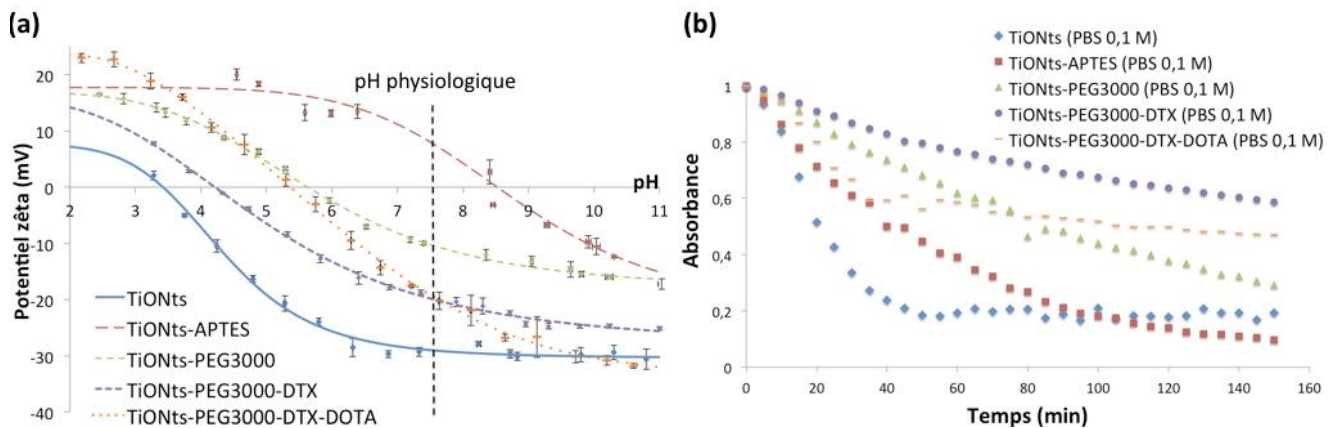 (a)
20
10
0
-10
-20
-30
-40
Potentiel zêta (mV)
2 3 4 5 6 7 8 9 10 11
pH
pH physiologique
TiONts
TiONts-APTES
TiONts-PEG3000
TiONts-PEG3000-DTX
TiONts-PEG3000-DTX-DOTA
(b)
TiONts (PBS 0,1 M)
TiONts-APTES (PBS 0,1 M)
TiONts-PEG3000 (PBS 0,1 M)
TiONts-PEG3000-DTX (PBS 0,1 M)
TiONts-PEG3000-DTX-DOTA (PBS 0,1 M)
1
0,8
0,6
0,4
0,2
0
Absorbance
0 20 40 60 80 100 120 140 160
Temps (min)